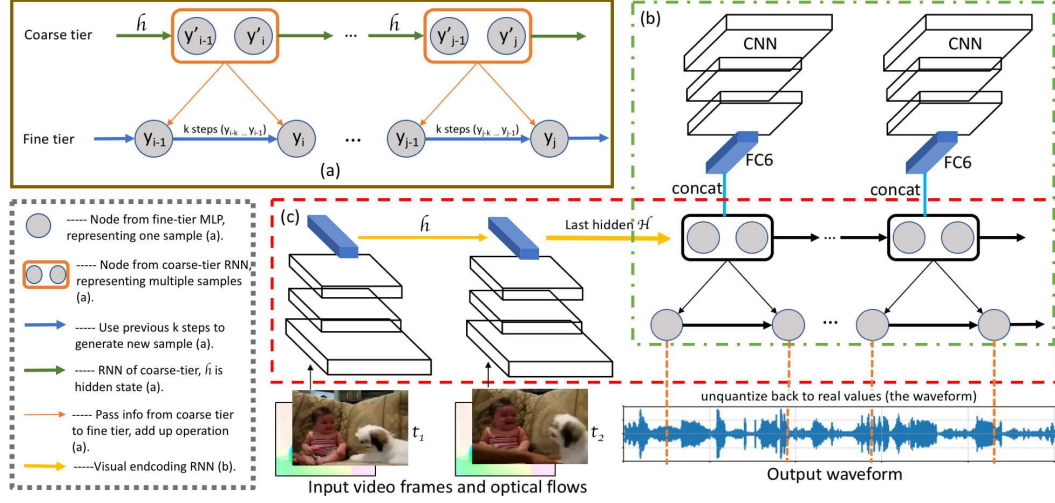 Coarse tier
ĥ
y'i-1
y'i
...
ĥ
y'j-1
y'j
Fine tier
yi-1
k steps (yi-k ... yi-1)
yi
...
yj-1
k steps (yj-k ... yj-1)
yj
(a)
(b)
CNN
CNN
FC6
FC6
concat
concat
(c)
ĥ
Last hidden ℋ
...
...
t1
t2
Input video frames and optical flows
unquantize back to real values (the waveform)
Output waveform
----- Node from fine-tier MLP,
representing one sample (a).
----- Node from coarse-tier RNN,
representing multiple samples
(a).
----- Use previous k steps to
generate new sample (a).
----- RNN of coarse-tier, ĥ is
hidden state (a).
-----Pass info from coarse tier
to fine tier, add up operation
(a).
-----Visual endcoding RNN (b).